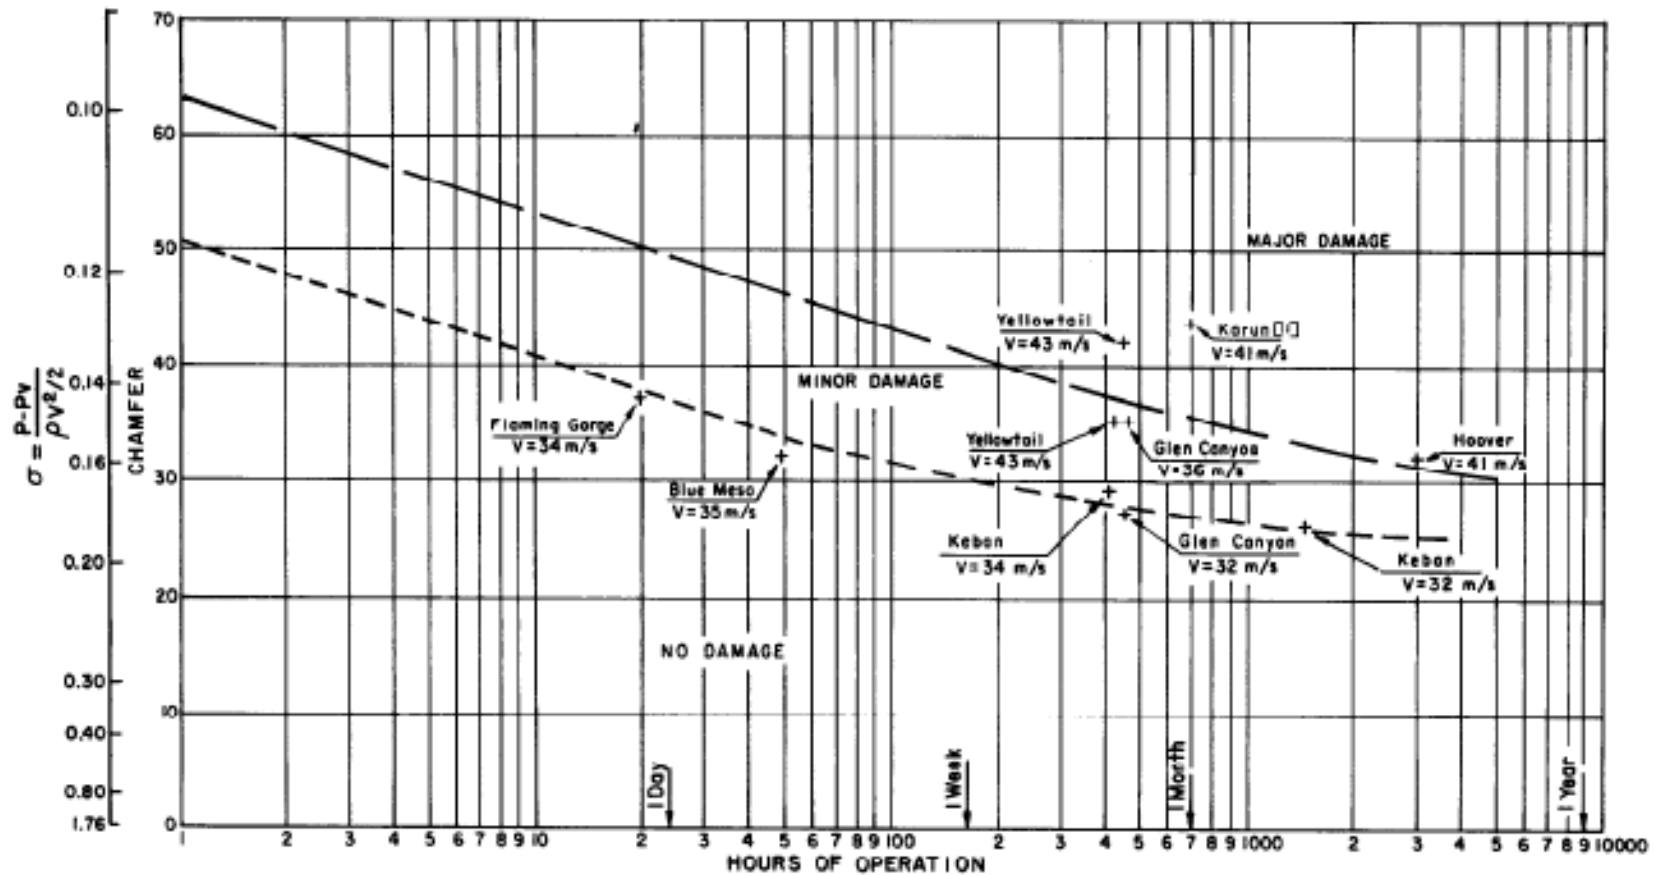 70
60
50
40
30
20
10
0
0.10
0.12
0.14
0.16
0.20
0.30
0.40
0.80
1.76
σ = P-Pv / ρV²/2
CHAMFER
MAJOR DAMAGE
Yellowtail
V=43 m/s
Karun
V=41m/s
MINOR DAMAGE
Flaming Gorge
V=34m/s
Yellowtail
V=43m/s
Glen Canyon
V=36 m/s
Hoover
V=41 m/s
Blue Mesa
V=35m/s
Keban
V=34 m/s
Glen Canyon
V=32 m/s
Keban
V=32 m/s
NO DAMAGE
1 Day
1 Week
1 Month
1 Year
1 2 3 4 5 6 7 8 9 10 2 3 4 5 6 7 8 9 100 2 3 4 5 6 7 8 9 1000 2 3 4 5 6 7 8 9 10000
HOURS OF OPERATION